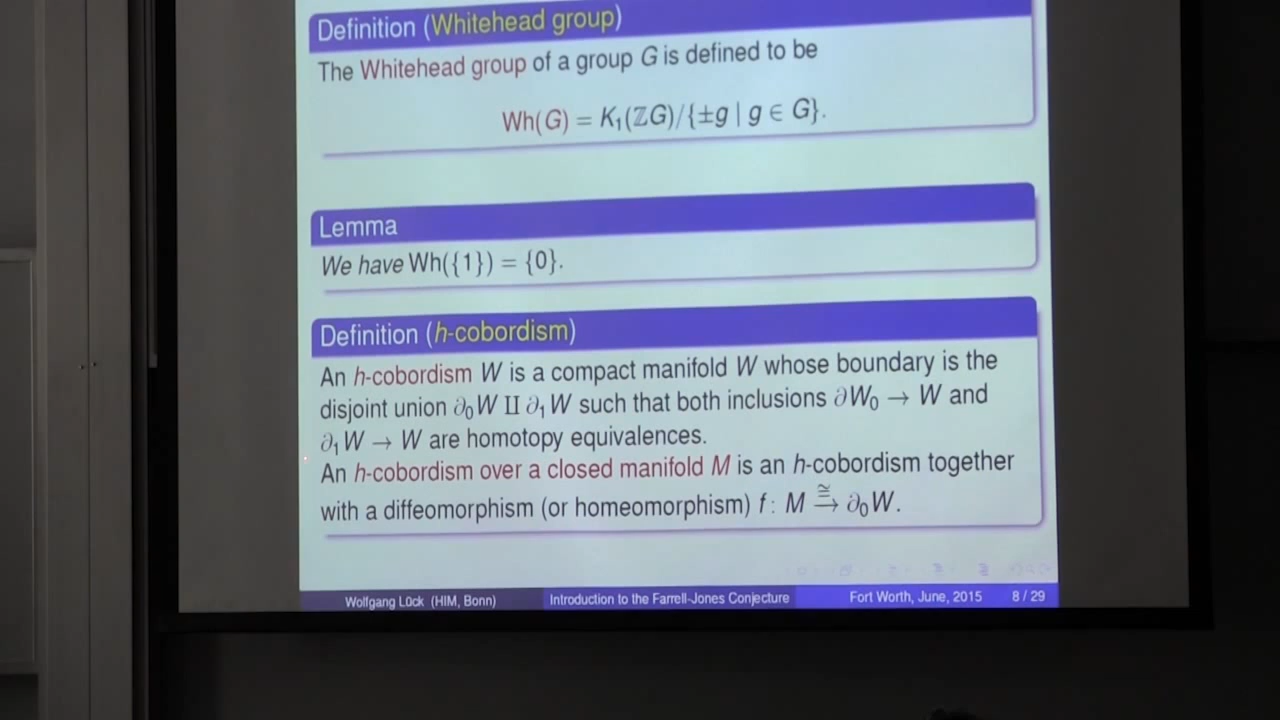 Definition (Whitehead group)
The Whitehead group of a group G is defined to be
Wh(G) = K₁(ℤG)/{±g | g ∈ G}.
Lemma
We have Wh({1}) = {0}.
Definition (h-cobordism)
An h-cobordism W is a compact manifold W whose boundary is the
disjoint union ∂₀W ∐ ∂₁W such that both inclusions ∂W₀ → W and
∂₁W → W are homotopy equivalences.
An h-cobordism over a closed manifold M is an h-cobordism together
with a diffeomorphism (or homeomorphism) f: M ≅→ ∂₀W.
Wolfgang Lück (HIM, Bonn) Introduction to the Farrell-Jones Conjecture Fort Worth, June, 2015 8 / 29